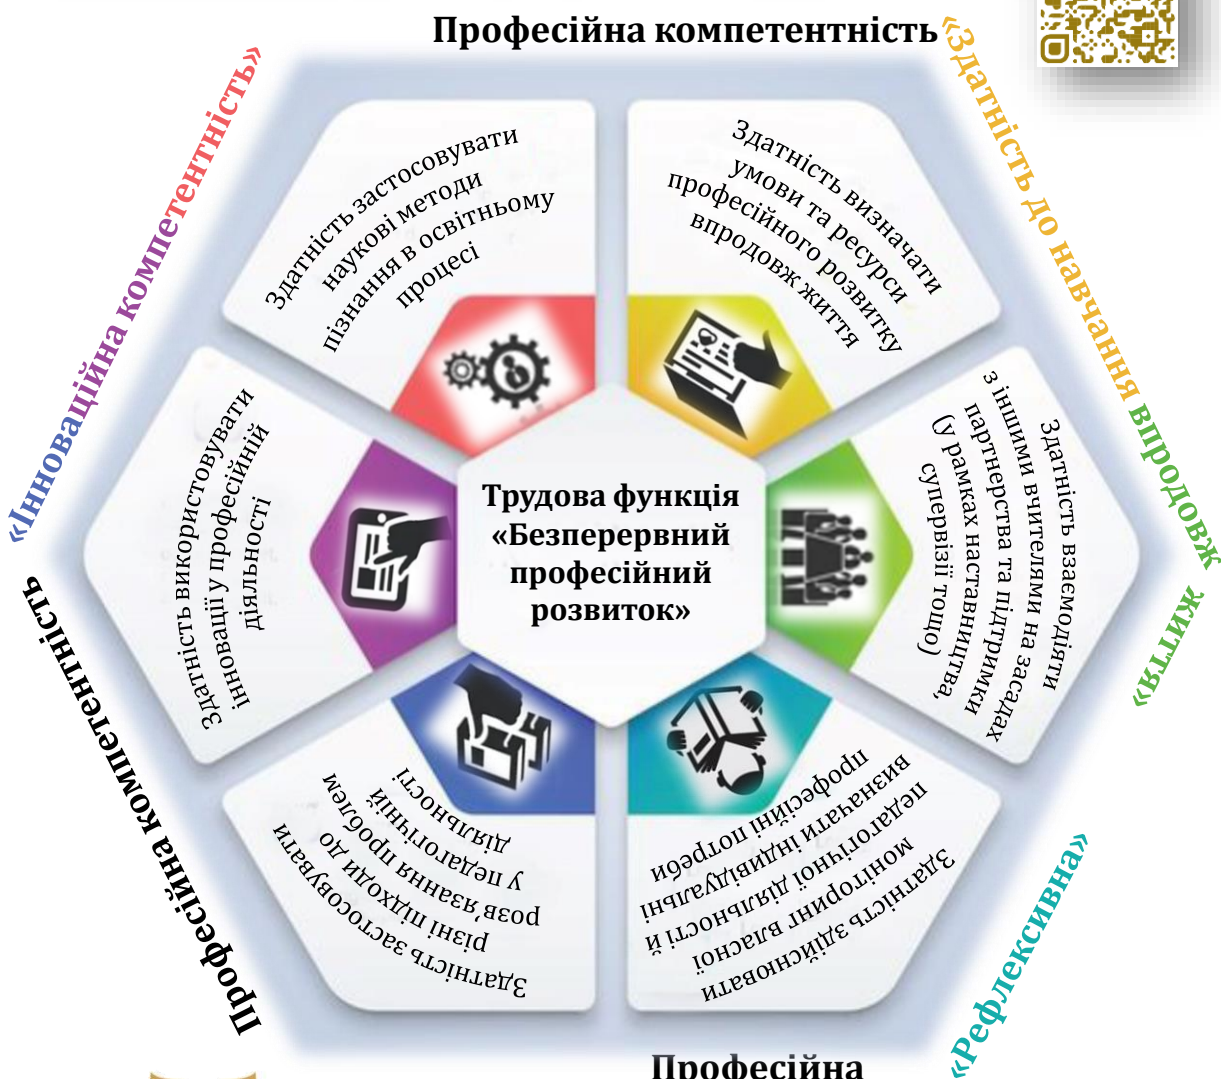 Професійна компетентність
«Здатність до навчання впродовж життя»
«Інноваційна компетентність»
Здатність застосовувати
наукові методи
пізнання в освітньому
процесі
Здатність визначати
умови та ресурси
професійного розвитку
впродовж життя
Здатність використовувати
інновації у професійній
діяльності
Трудова функція
«Безперервний
професійний
розвиток»
Здатність взаємодіяти
з іншими вчителями на засадах
партнерства та підтримки
(у рамках наставництва,
супервізії тощо)
Здатність застосовувати
різні підходи до
розв’язання проблем
у педагогічній
діяльності
Здатність здійснювати
моніторинг власної
педагогічної діяльності й
визначати індивідуальні
професійні потреби
Професійна компетентність
«Рефлексивна»
Професійна